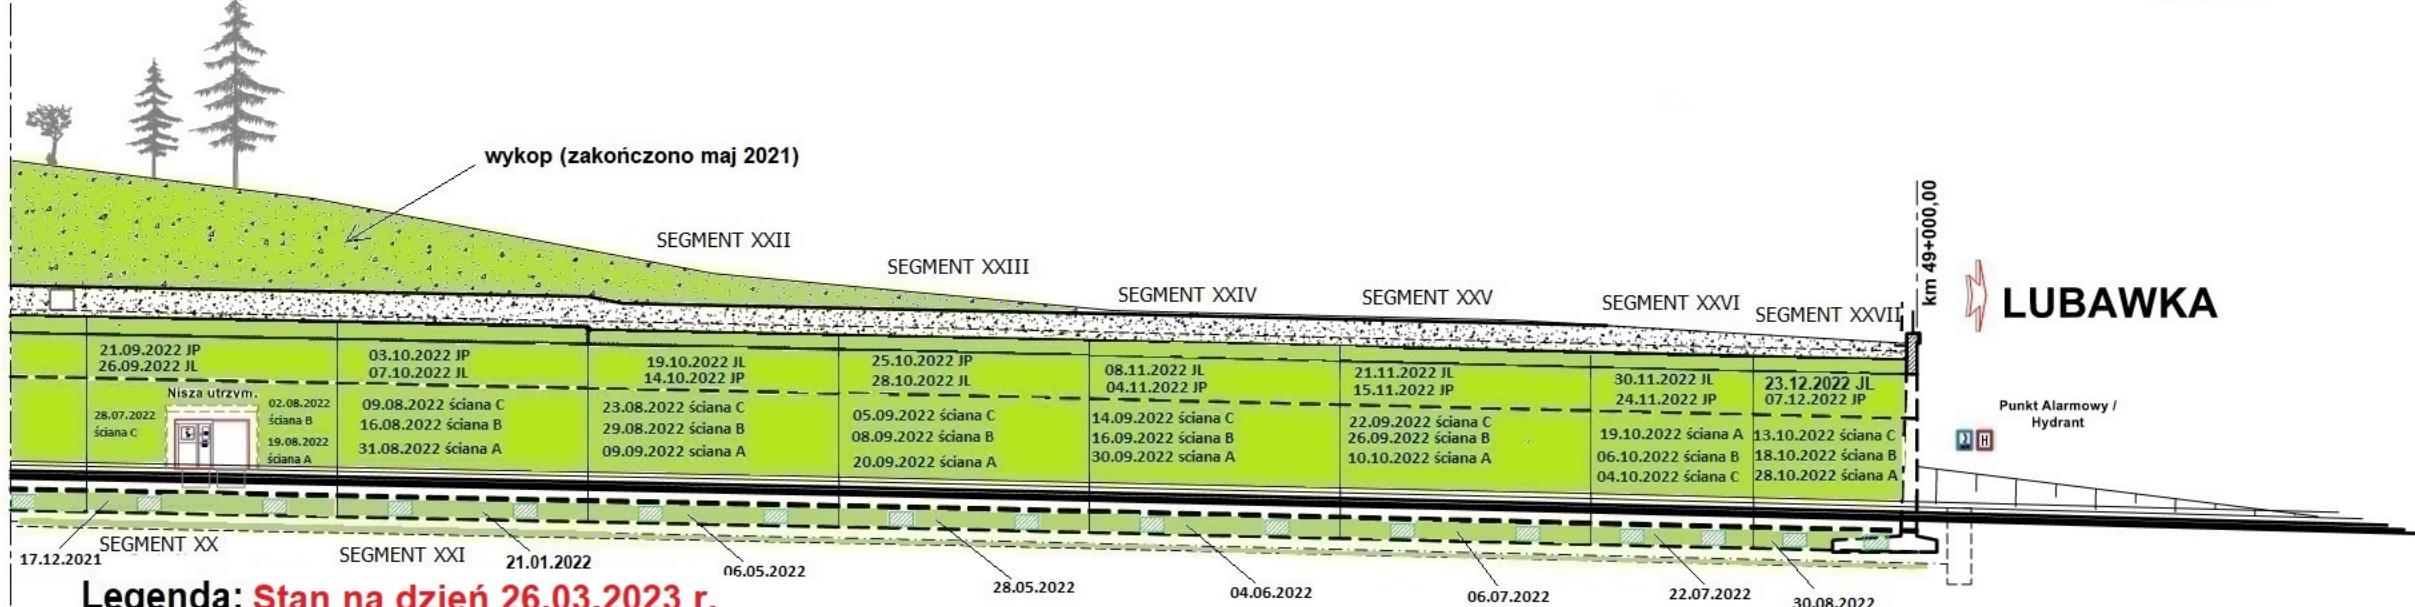 wykop (zakończono maj 2021)
SEGMENT XXII
SEGMENT XXIII
SEGMENT XXIV
SEGMENT XXV
SEGMENT XXVI
SEGMENT XXVII
km 49+000,00
LUBAWKA
21.09.2022 JP
26.09.2022 JL
03.10.2022 JP
07.10.2022 JL
19.10.2022 JL
14.10.2022 JP
25.10.2022 JP
28.10.2022 JL
08.11.2022 JL
04.11.2022 JP
21.11.2022 JL
15.11.2022 JP
30.11.2022 JL
24.11.2022 JP
23.12.2022 JL
07.12.2022 JP
28.07.2022
ściana C
Nisza utrzym.
02.08.2022
ściana B
19.08.2022
ściana A
09.08.2022 ściana C
16.08.2022 ściana B
31.08.2022 ściana A
23.08.2022 ściana C
29.08.2022 ściana B
09.09.2022 sciana A
05.09.2022 ściana C
08.09.2022 ściana B
20.09.2022 ściana A
14.09.2022 ściana C
16.09.2022 ściana B
30.09.2022 sciana A
22.09.2022 ściana C
26.09.2022 ściana B
10.10.2022 ściana A
19.10.2022 ściana A
06.10.2022 ściana B
04.10.2022 ściana C
13.10.2022 ściana C
18.10.2022 ściana B
28.10.2022 ściana A
Punkt Alarmowy /
Hydrant
H
17.12.2021
SEGMENT XX
SEGMENT XXI
21.01.2022
06.05.2022
28.05.2022
04.06.2022
06.07.2022
22.07.2022
30.08.2022
Legenda: Stan na dzień 26.03.2023 r.